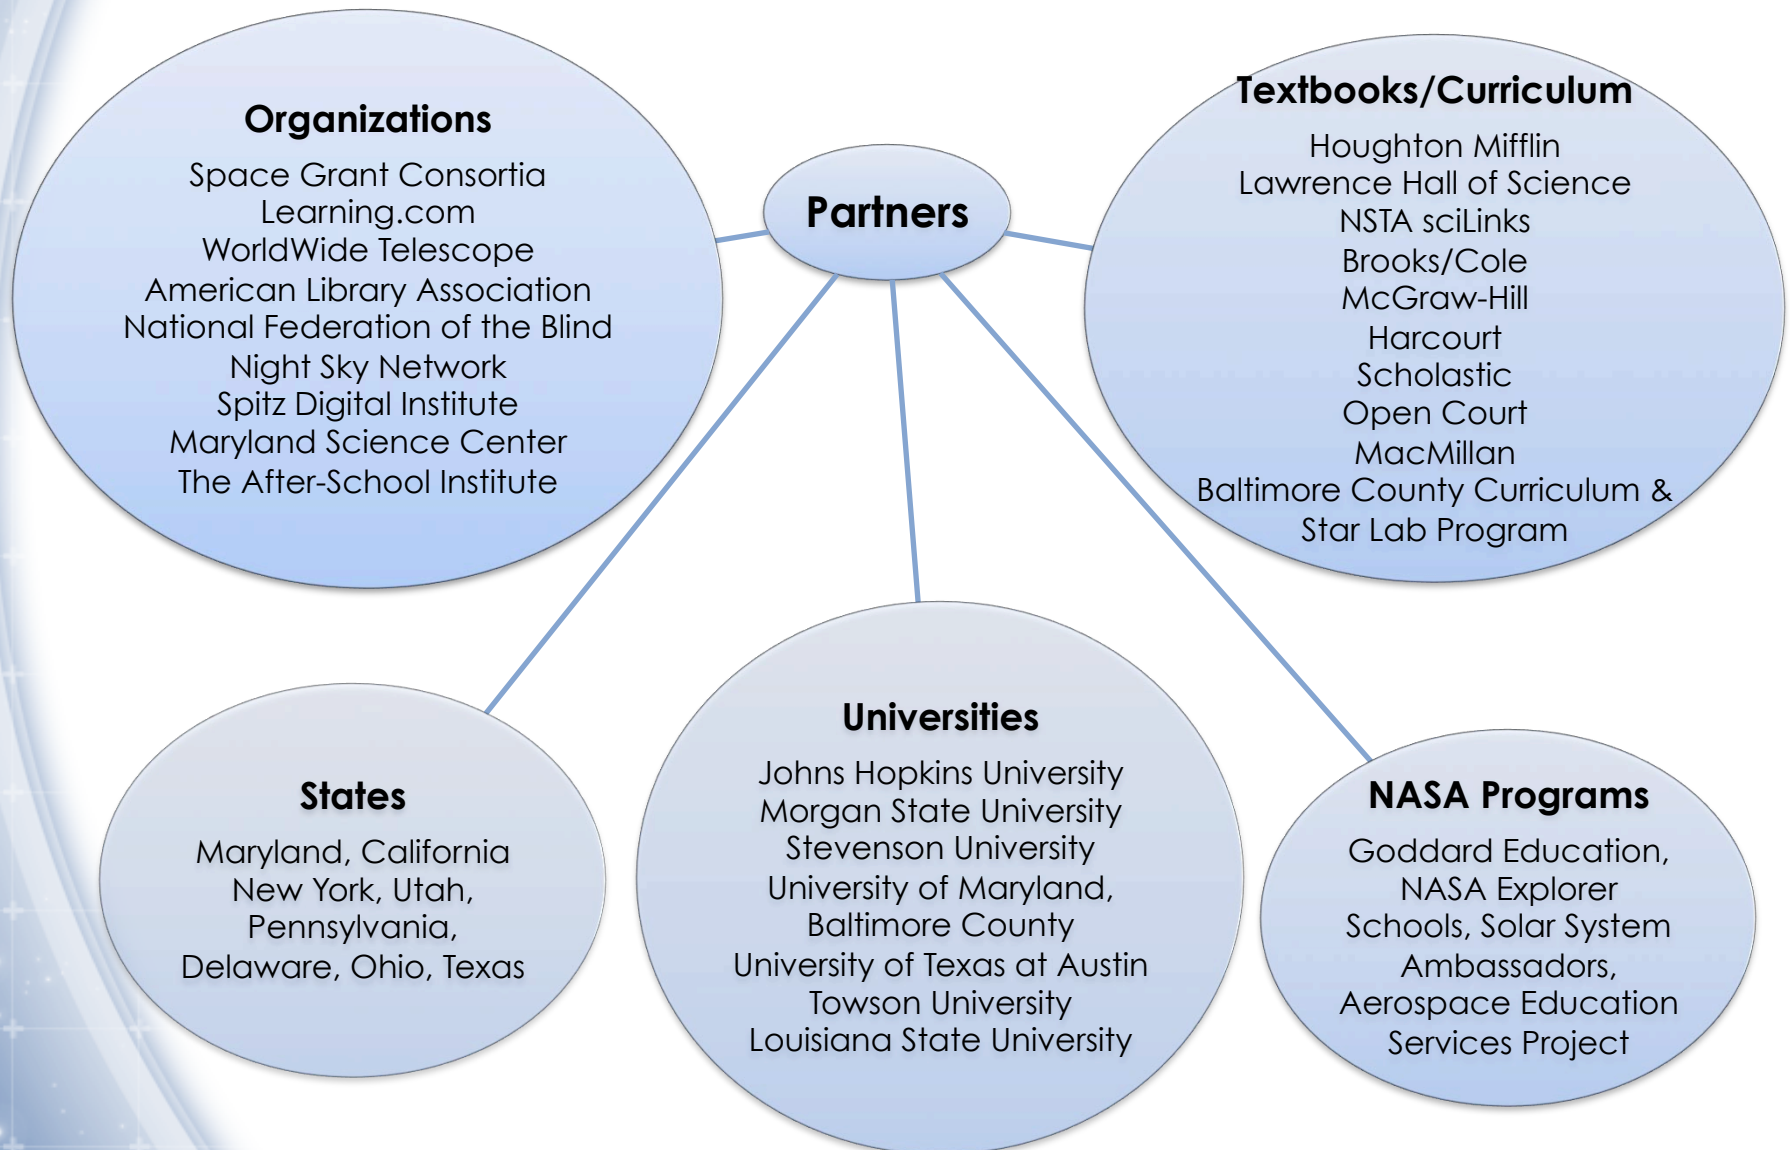 Organizations
Space Grant Consortia
Learning.com
WorldWide Telescope
American Library Association
National Federation of the Blind
Night Sky Network
Spitz Digital Institute
Maryland Science Center
The After-School Institute
Partners
Textbooks/Curriculum
Houghton Mifflin
Lawrence Hall of Science
NSTA sciLinks
Brooks/Cole
McGraw-Hill
Harcourt
Scholastic
Open Court
MacMillan
Baltimore County Curriculum &
Star Lab Program
States
Maryland, California
New York, Utah,
Pennsylvania,
Delaware, Ohio, Texas
Universities
Johns Hopkins University
Morgan State University
Stevenson University
University of Maryland,
Baltimore County
University of Texas at Austin
Towson University
Louisiana State University
NASA Programs
Goddard Education,
NASA Explorer
Schools, Solar System
Ambassadors,
Aerospace Education
Services Project